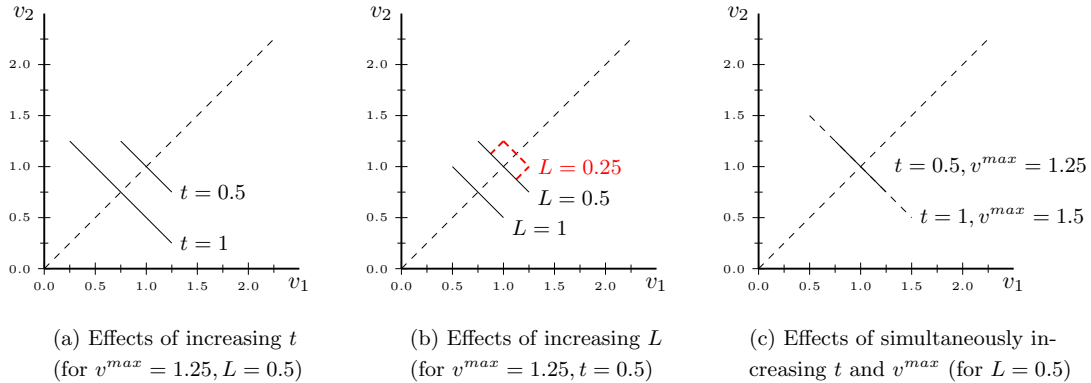 v₂
2.0
1.5
1.0
0.5
0.0
t = 0.5
t = 1
0.0 0.5 1.0 1.5 2.0
v₁
(a) Effects of increasing t
(for vᵐᵃˣ = 1.25, L = 0.5)
v₂
2.0
1.5
1.0
0.5
0.0
L = 0.25
L = 0.5
L = 1
0.0 0.5 1.0 1.5 2.0
v₁
(b) Effects of increasing L
(for vᵐᵃˣ = 1.25, t = 0.5)
v₂
2.0
1.5
1.0
0.5
0.0
t = 0.5, vᵐᵃˣ = 1.25
t = 1, vᵐᵃˣ = 1.5
0.0 0.5 1.0 1.5 2.0
v₁
(c) Effects of simultaneously in-
creasing t and vᵐᵃˣ (for L = 0.5)